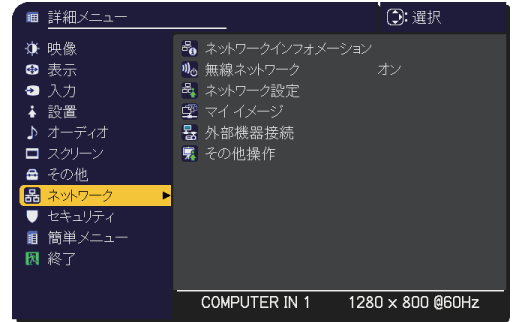 詳細メニュー
：選択
映像
表示
入力
設置
オーディオ
スクリーン
その他
ネットワーク
セキュリティ
簡単メニュー
終了
ネットワークインフォメーション
無線ネットワーク オン
ネットワーク設定
マイ イメージ
外部機器接続
その他操作
COMPUTER IN 1 1280 x 800 @60Hz